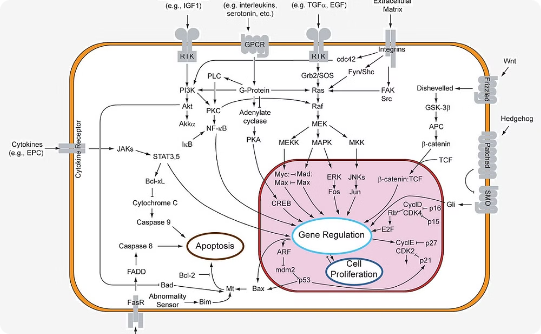 (e.g., IGF1)
(e.g., interleukins,
serotonin, etc.)
(e.g., TGFα, EGF)
Extracellular
Matrix
RTK
GPCR
RTK
Integrins
cdc42
Grb2/SOS
Fyn/Shc
Wnt
PLC
PI3K
G-Protein
Ras
FAK
Src
Dishevelled
Frizzled
Akt
PKC
Adenylate
cyclase
Raf
GSK-3β
Hedgehog
Akkα
NF-κB
MEK
APC
IκB
PKA
MEKK
MAPK
MKK
β-catenin
Patched
Cytokines
(e.g., EPC)
Cytokine Receptor
JAKs
STAT3,5
TCF
Bcl-xL
Myc:
Mad:
Max
Max
ERK
JNKs
β-catenin:TCF
Fos
Jun
SMO
Cytochrome C
CREB
CyclD
p16
Gli
Rb
CDK4
p15
Caspase 9
Gene Regulation
E2F
Caspase 8
Apoptosis
CyclE
p27
ARF
CDK2
p21
FADD
Bcl-2
mdm2
Cell
Proliferation
Bad
Mt
Bax
p53
FasR
Abnormality
Sensor
Bim